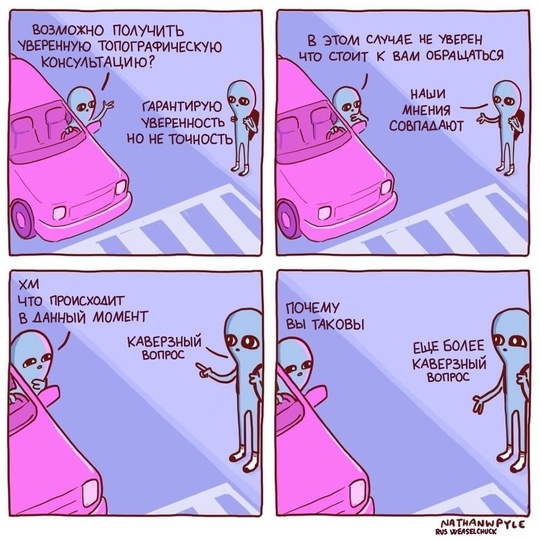 ВОЗМОЖНО ПОЛУЧИТЬ
УВЕРЕННУЮ ТОПОГРАФИЧЕСКУЮ
КОНСУЛЬТАЦИЮ?
ГАРАНТИРУЮ
УВЕРЕННОСТЬ
НО НЕ ТОЧНОСТЬ
В ЭТОМ СЛУЧАЕ НЕ УВЕРЕН
ЧТО СТОИТ К ВАМ ОБРАЩАТЬСЯ
НАШИ
МНЕНИЯ
СОВПАДАЮТ
ХМ
ЧТО ПРОИСХОДИТ
В ДАННЫЙ МОМЕНТ
КАВЕРЗНЫЙ
ВОПРОС
ПОЧЕМУ
ВЫ ТАКОВЫ
ЕЩЕ БОЛЕЕ
КАВЕРЗНЫЙ
ВОПРОС
NATHANWPYLE
RUS WEASELCHUCK